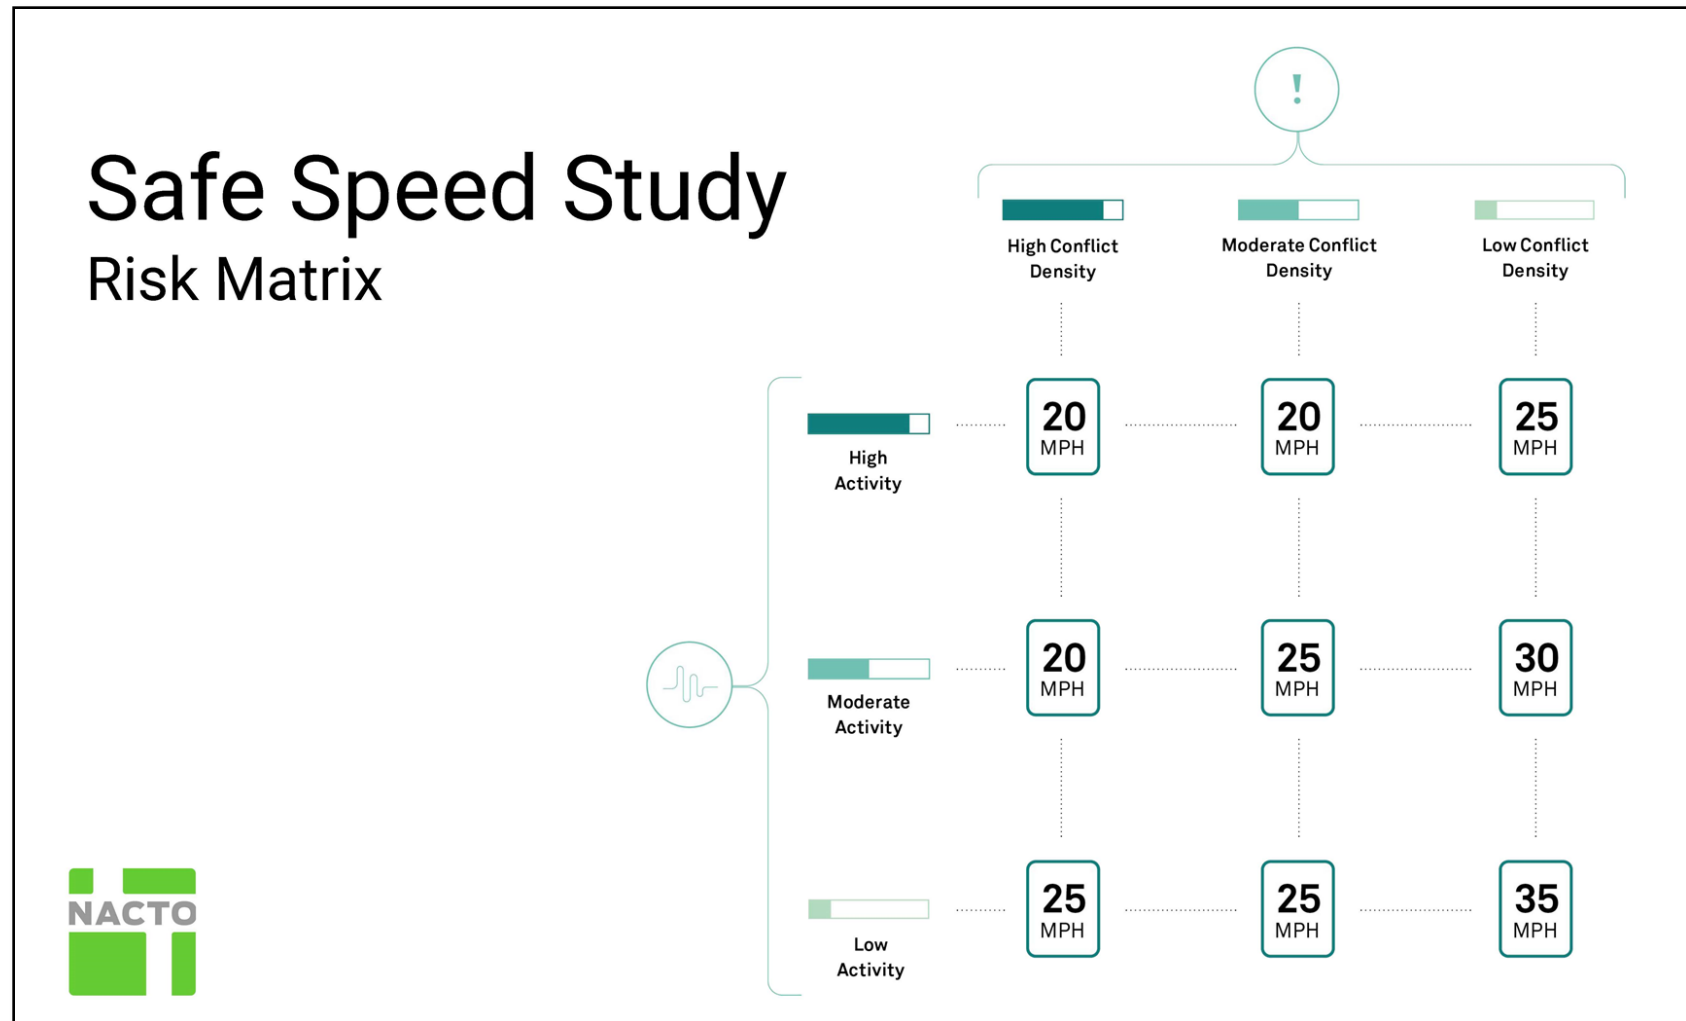 Safe Speed Study
Risk Matrix
!
High Conflict
Density
Moderate Conflict
Density
Low Conflict
Density
High
Activity
20
MPH
20
MPH
25
MPH
Moderate
Activity
20
MPH
25
MPH
30
MPH
Low
Activity
25
MPH
25
MPH
35
MPH
NACTO